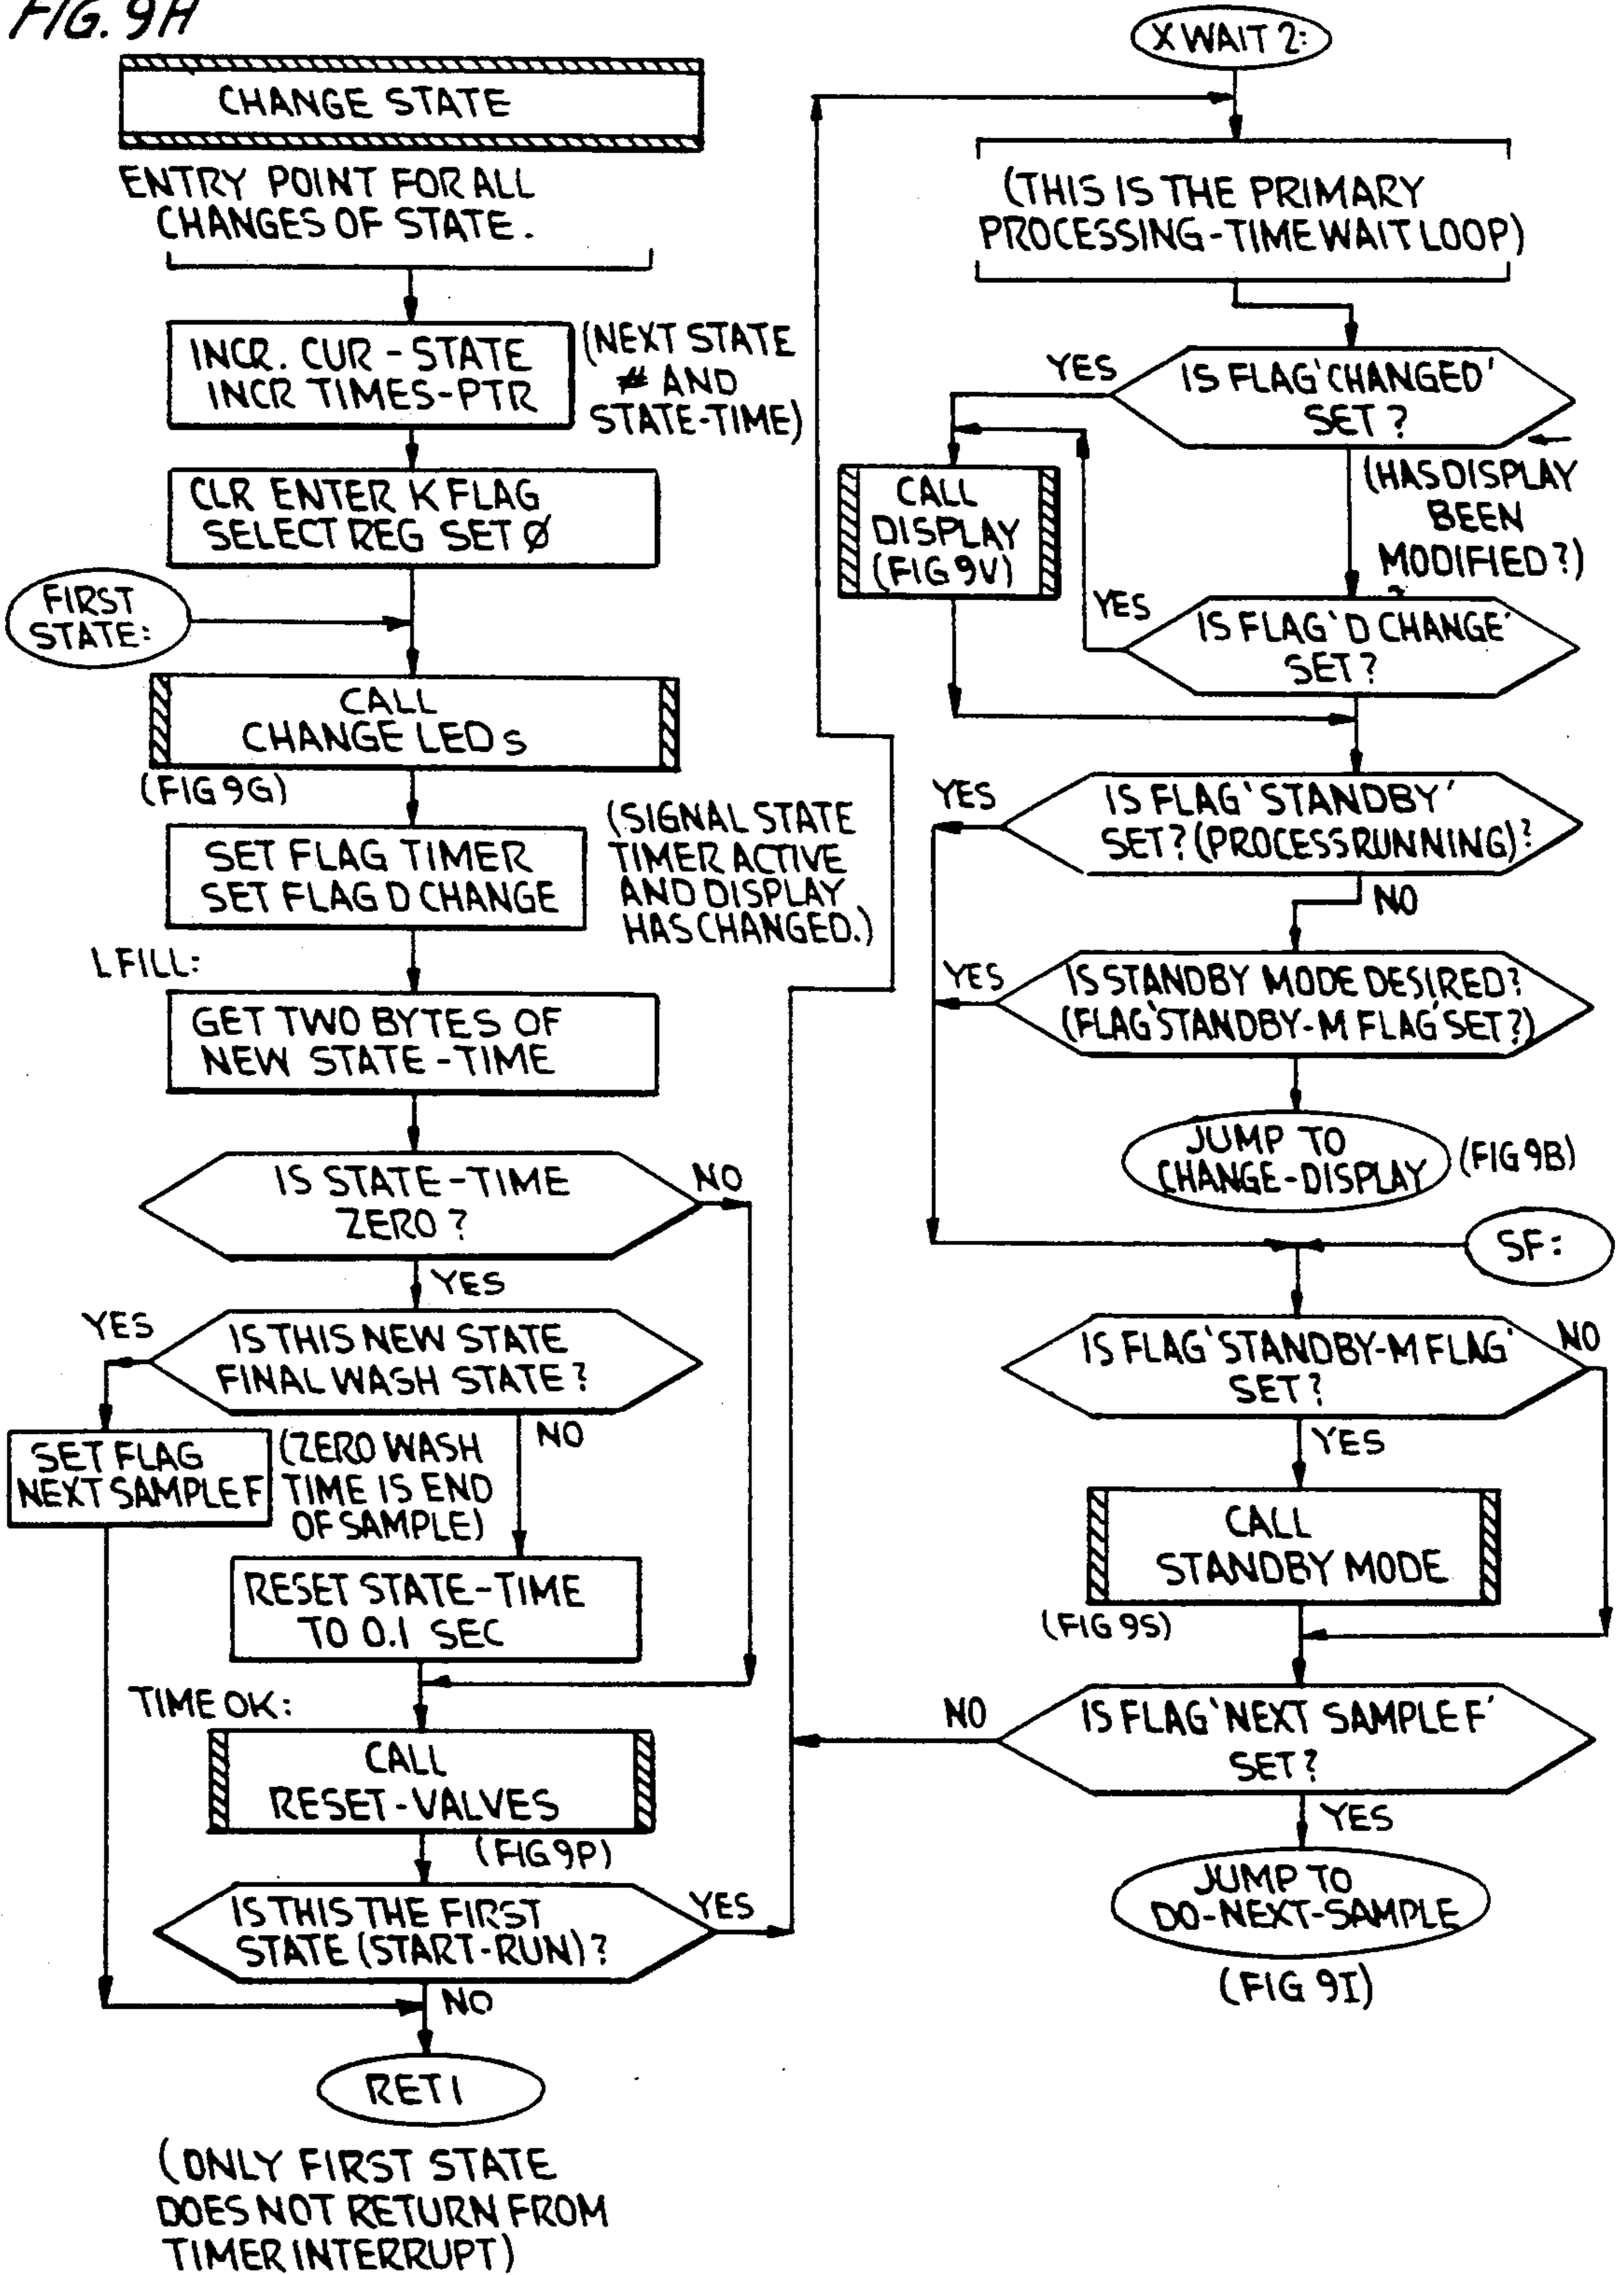 FIG. 9H
CHANGE STATE
ENTRY POINT FOR ALL
CHANGES OF STATE.
INCR. CUR-STATE
INCR TIMES-PTR
(NEXT STATE
# AND
STATE-TIME)
CLR ENTER K FLAG
SELECT REG SET Ø
FIRST
STATE:
CALL
CHANGE LEDs
(FIG 9G)
SET FLAG TIMER
SET FLAG D CHANGE
(SIGNAL STATE
TIMER ACTIVE
AND DISPLAY
HAS CHANGED.)
LFILL:
GET TWO BYTES OF
NEW STATE-TIME
IS STATE-TIME
ZERO?
NO
YES
IS THIS NEW STATE
FINAL WASH STATE?
YES
NO
SET FLAG
NEXT SAMPLE F
(ZERO WASH
TIME IS END
OF SAMPLE)
RESET STATE-TIME
TO 0.1 SEC
TIME OK:
CALL
RESET-VALVES
(FIG 9P)
IS THIS THE FIRST
STATE (START-RUN)?
YES
NO
RETI
(ONLY FIRST STATE
DOES NOT RETURN FROM
TIMER INTERRUPT)
X WAIT 2:
(THIS IS THE PRIMARY
PROCESSING-TIME WAIT LOOP)
IS FLAG 'CHANGED'
SET?
YES
(HAS DISPLAY
BEEN
MODIFIED?)
CALL
DISPLAY
(FIG 9V)
YES
IS FLAG 'D CHANGE'
SET?
IS FLAG 'STANDBY'
SET? (PROCESS RUNNING)?
YES
NO
IS STANDBY MODE DESIRED?
(FLAG 'STANDBY-M FLAG' SET?)
YES
JUMP TO
CHANGE-DISPLAY
(FIG 9B)
SF:
IS FLAG 'STANDBY-M FLAG'
SET?
NO
YES
CALL
STANDBY MODE
(FIG 9S)
IS FLAG 'NEXT SAMPLE F'
SET?
NO
YES
JUMP TO
DO-NEXT-SAMPLE
(FIG 9I)